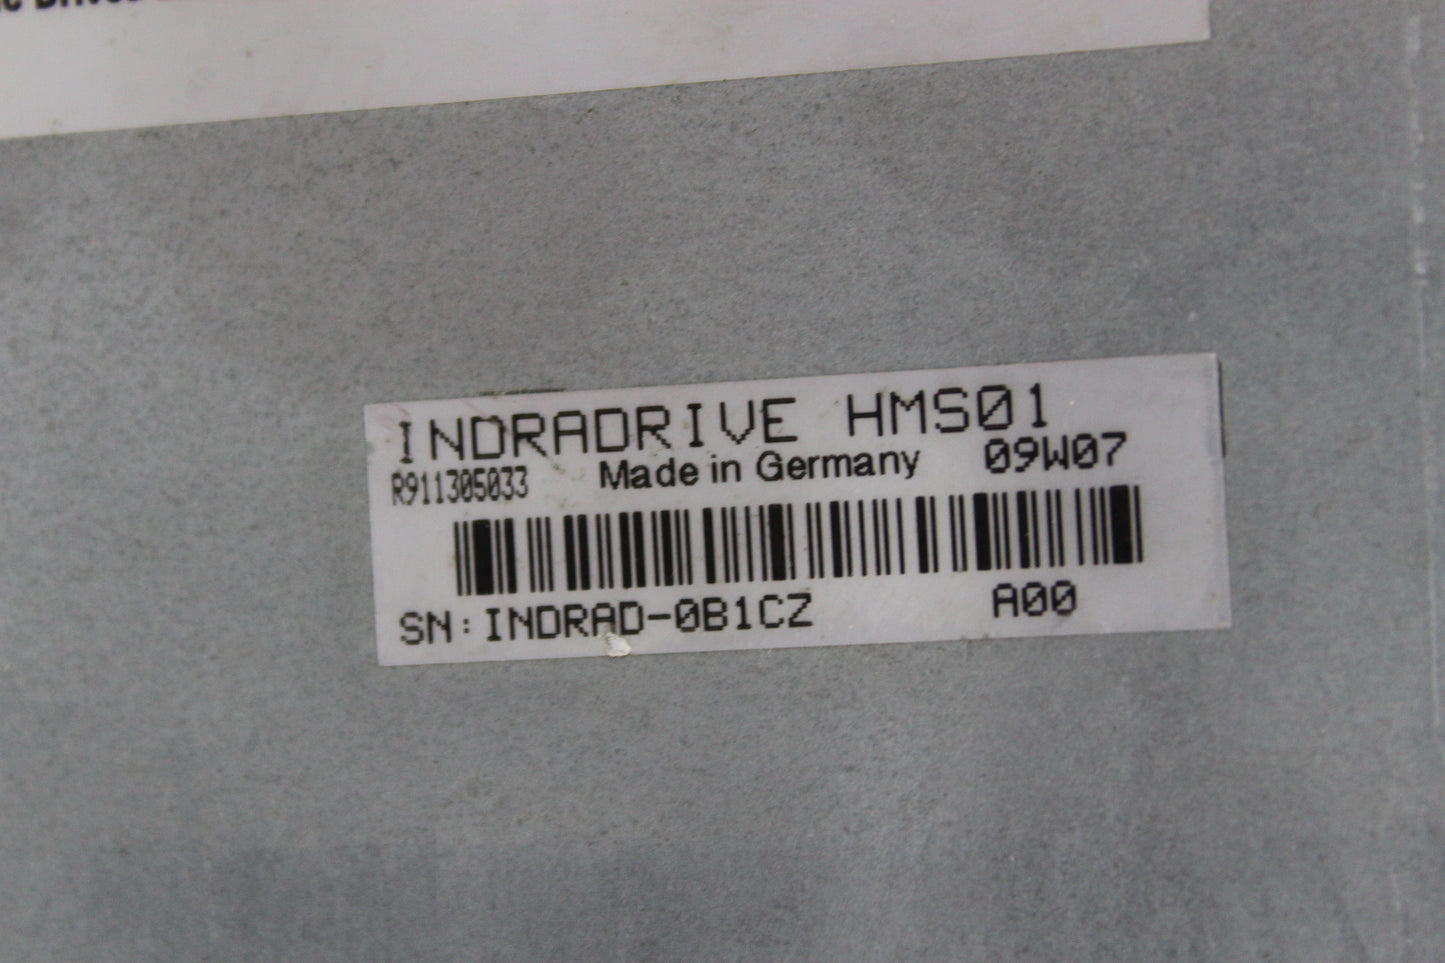 INDRADRIVE HMS01
R911305033 Made in Germany 09W07
SN:INDRAD-0B1CZ A00